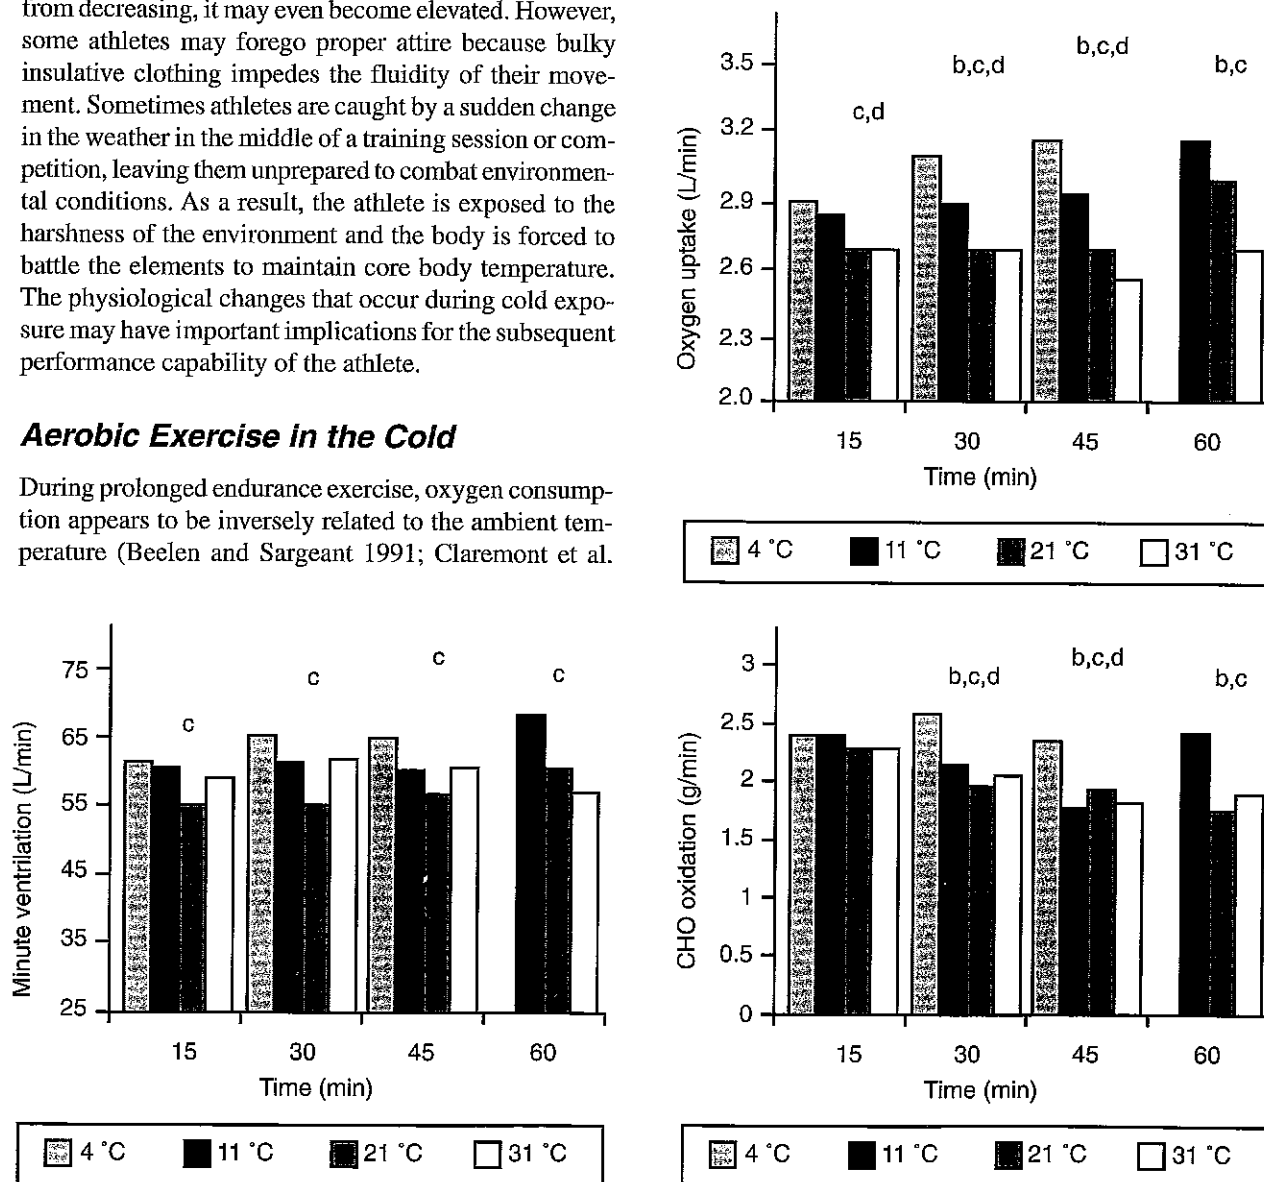 from decreasing, it may even become elevated. However,
some athletes may forego proper attire because bulky
insulative clothing impedes the fluidity of their move-
ment. Sometimes athletes are caught by a sudden change
in the weather in the middle of a training session or com-
petition, leaving them unprepared to combat environmen-
tal conditions. As a result, the athlete is exposed to the
harshness of the environment and the body is forced to
battle the elements to maintain core body temperature.
The physiological changes that occur during cold expo-
sure may have important implications for the subsequent
performance capability of the athlete.
Aerobic Exercise in the Cold
During prolonged endurance exercise, oxygen consump-
tion appears to be inversely related to the ambient tem-
perature (Beelen and Sargeant 1991; Claremont et al.
Oxygen uptake (L/min)
3.5
3.2
2.9
2.6
2.3
2.0
c,d
b,c,d
b,c,d
b,c
15 30 45 60
Time (min)
4 °C 11 °C 21 °C 31 °C
Minute ventrilation (L/min)
75
65
55
45
35
25
c
c
c
c
15 30 45 60
Time (min)
4 °C 11 °C 21 °C 31 °C
CHO oxidation (g/min)
3
2.5
2
1.5
1
0.5
0
b,c,d
b,c,d
b,c
15 30 45 60
Time (min)
4 °C 11 °C 21 °C 31 °C